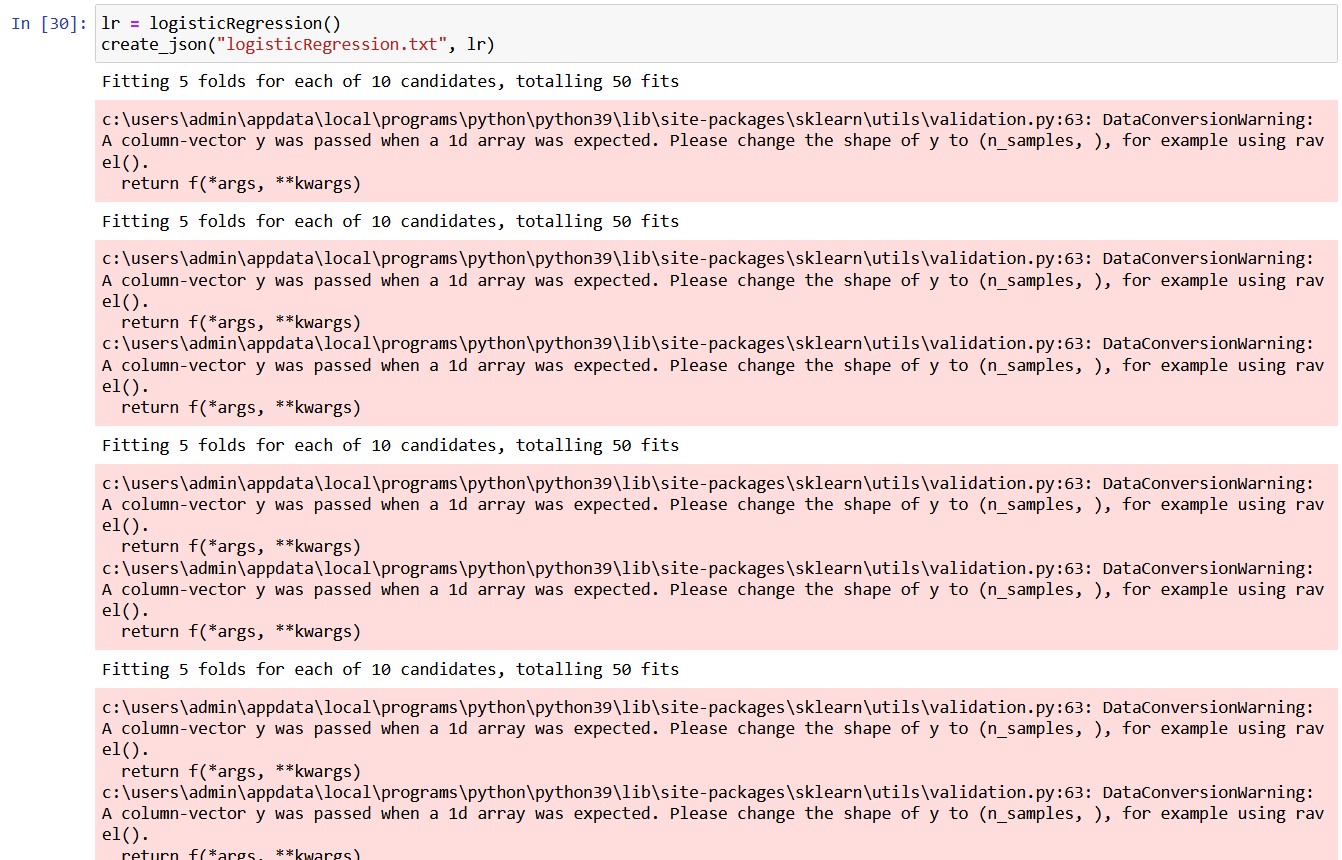 In [30]: lr = logisticRegression()
create_json("logisticRegression.txt", lr)
Fitting 5 folds for each of 10 candidates, totalling 50 fits
c:\users\admin\appdata\local\programs\python\python39\lib\site-packages\sklearn\utils\validation.py:63: DataConversionWarning:
A column-vector y was passed when a 1d array was expected. Please change the shape of y to (n_samples, ), for example using rav
el().
  return f(*args, **kwargs)
Fitting 5 folds for each of 10 candidates, totalling 50 fits
c:\users\admin\appdata\local\programs\python\python39\lib\site-packages\sklearn\utils\validation.py:63: DataConversionWarning:
A column-vector y was passed when a 1d array was expected. Please change the shape of y to (n_samples, ), for example using rav
el().
  return f(*args, **kwargs)
c:\users\admin\appdata\local\programs\python\python39\lib\site-packages\sklearn\utils\validation.py:63: DataConversionWarning:
A column-vector y was passed when a 1d array was expected. Please change the shape of y to (n_samples, ), for example using rav
el().
  return f(*args, **kwargs)
Fitting 5 folds for each of 10 candidates, totalling 50 fits
c:\users\admin\appdata\local\programs\python\python39\lib\site-packages\sklearn\utils\validation.py:63: DataConversionWarning:
A column-vector y was passed when a 1d array was expected. Please change the shape of y to (n_samples, ), for example using rav
el().
  return f(*args, **kwargs)
c:\users\admin\appdata\local\programs\python\python39\lib\site-packages\sklearn\utils\validation.py:63: DataConversionWarning:
A column-vector y was passed when a 1d array was expected. Please change the shape of y to (n_samples, ), for example using rav
el().
  return f(*args, **kwargs)
Fitting 5 folds for each of 10 candidates, totalling 50 fits
c:\users\admin\appdata\local\programs\python\python39\lib\site-packages\sklearn\utils\validation.py:63: DataConversionWarning:
A column-vector y was passed when a 1d array was expected. Please change the shape of y to (n_samples, ), for example using rav
el().
  return f(*args, **kwargs)
c:\users\admin\appdata\local\programs\python\python39\lib\site-packages\sklearn\utils\validation.py:63: DataConversionWarning:
A column-vector y was passed when a 1d array was expected. Please change the shape of y to (n_samples, ), for example using rav
el().
  return f(*args, **kwargs)